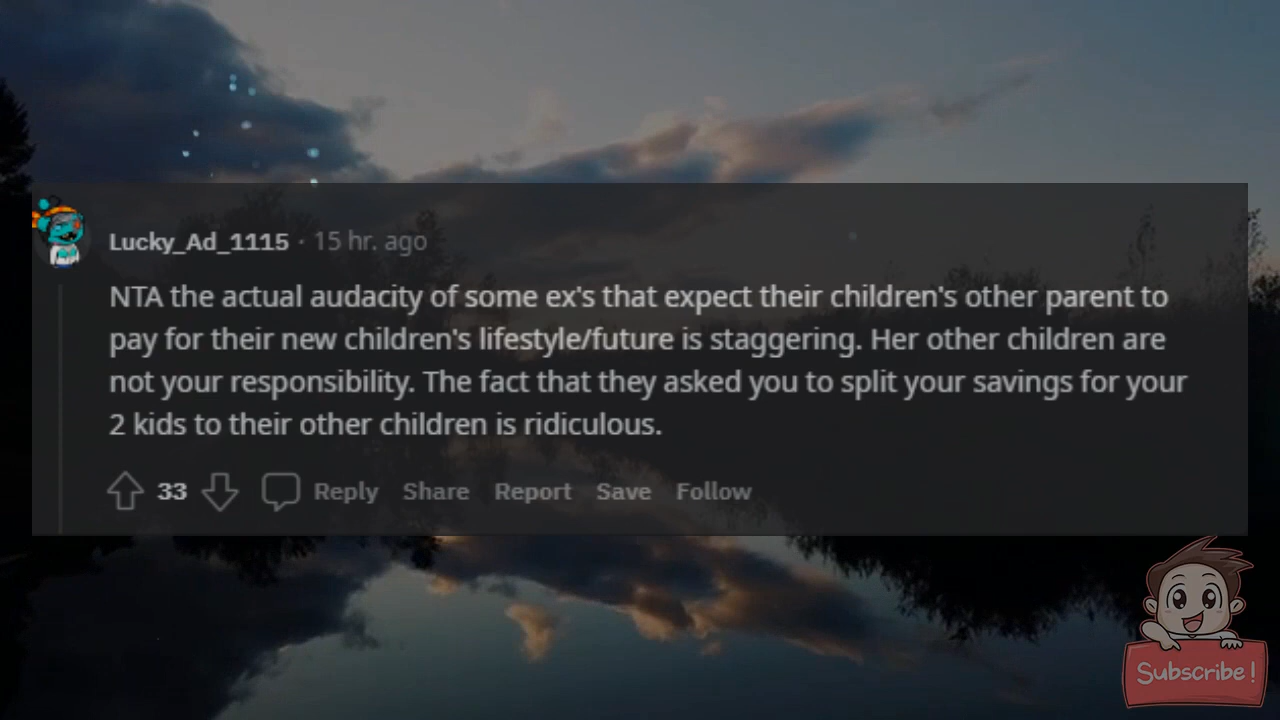 Lucky_Ad_1115 · 15 hr. ago
NTA the actual audacity of some ex's that expect their children's other parent to
pay for their new children's lifestyle/future is staggering. Her other children are
not your responsibility. The fact that they asked you to split your savings for your
2 kids to their other children is ridiculous.
33 Reply Share Report Save Follow
Subscribe!